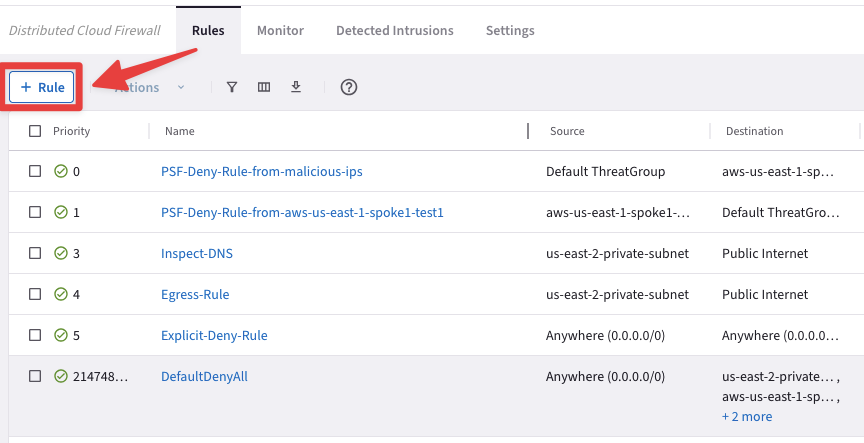 Distributed Cloud Firewall Rules Monitor Detected Intrusions Settings
+ Rule Actions
Priority Name Source Destination
0 PSF-Deny-Rule-from-malicious-ips Default ThreatGroup aws-us-east-1-sp...
1 PSF-Deny-Rule-from-aws-us-east-1-spoke1-test1 aws-us-east-1-spoke1-... Default ThreatGro...
3 Inspect-DNS us-east-2-private-subnet Public Internet
4 Egress-Rule us-east-2-private-subnet Public Internet
5 Explicit-Deny-Rule Anywhere (0.0.0.0/0) Anywhere (0.0.0.0...
214748... DefaultDenyAll Anywhere (0.0.0.0/0) us-east-2-private... ,
aws-us-east-1-sp... ,
+ 2 more